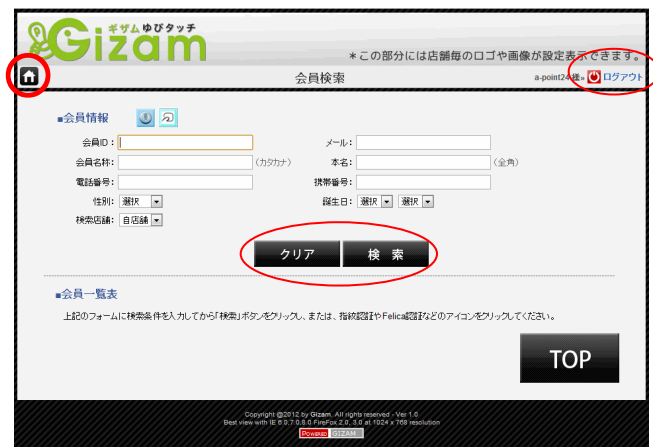 ギザム ゆびタッチ
Gizam
＊この部分には店舗毎のロゴや画像が設定表示できます。
会員検索
a-point24 様» ログアウト
■会員情報
会員ID：
メール：
会員名称：
(カタカナ)
本名：
(全角)
電話番号：
携帯番号：
性別： 選択
誕生日： 選択 選択
検索店舗： 自店舗
クリア
検 索
■会員一覧表
上記のフォームに検索条件を入力してから「検索」ボタンをクリックし、または、指紋認証やFelica認証などのアイコンをクリックしてください。
TOP
Copyright @2012 by Gizam. All rights reserved - Ver 1.0
Best view with IE 6.0,7.0,8.0 FireFox 2.0, 3.0 at 1024 x 768 resolution
POWERED GIZAM